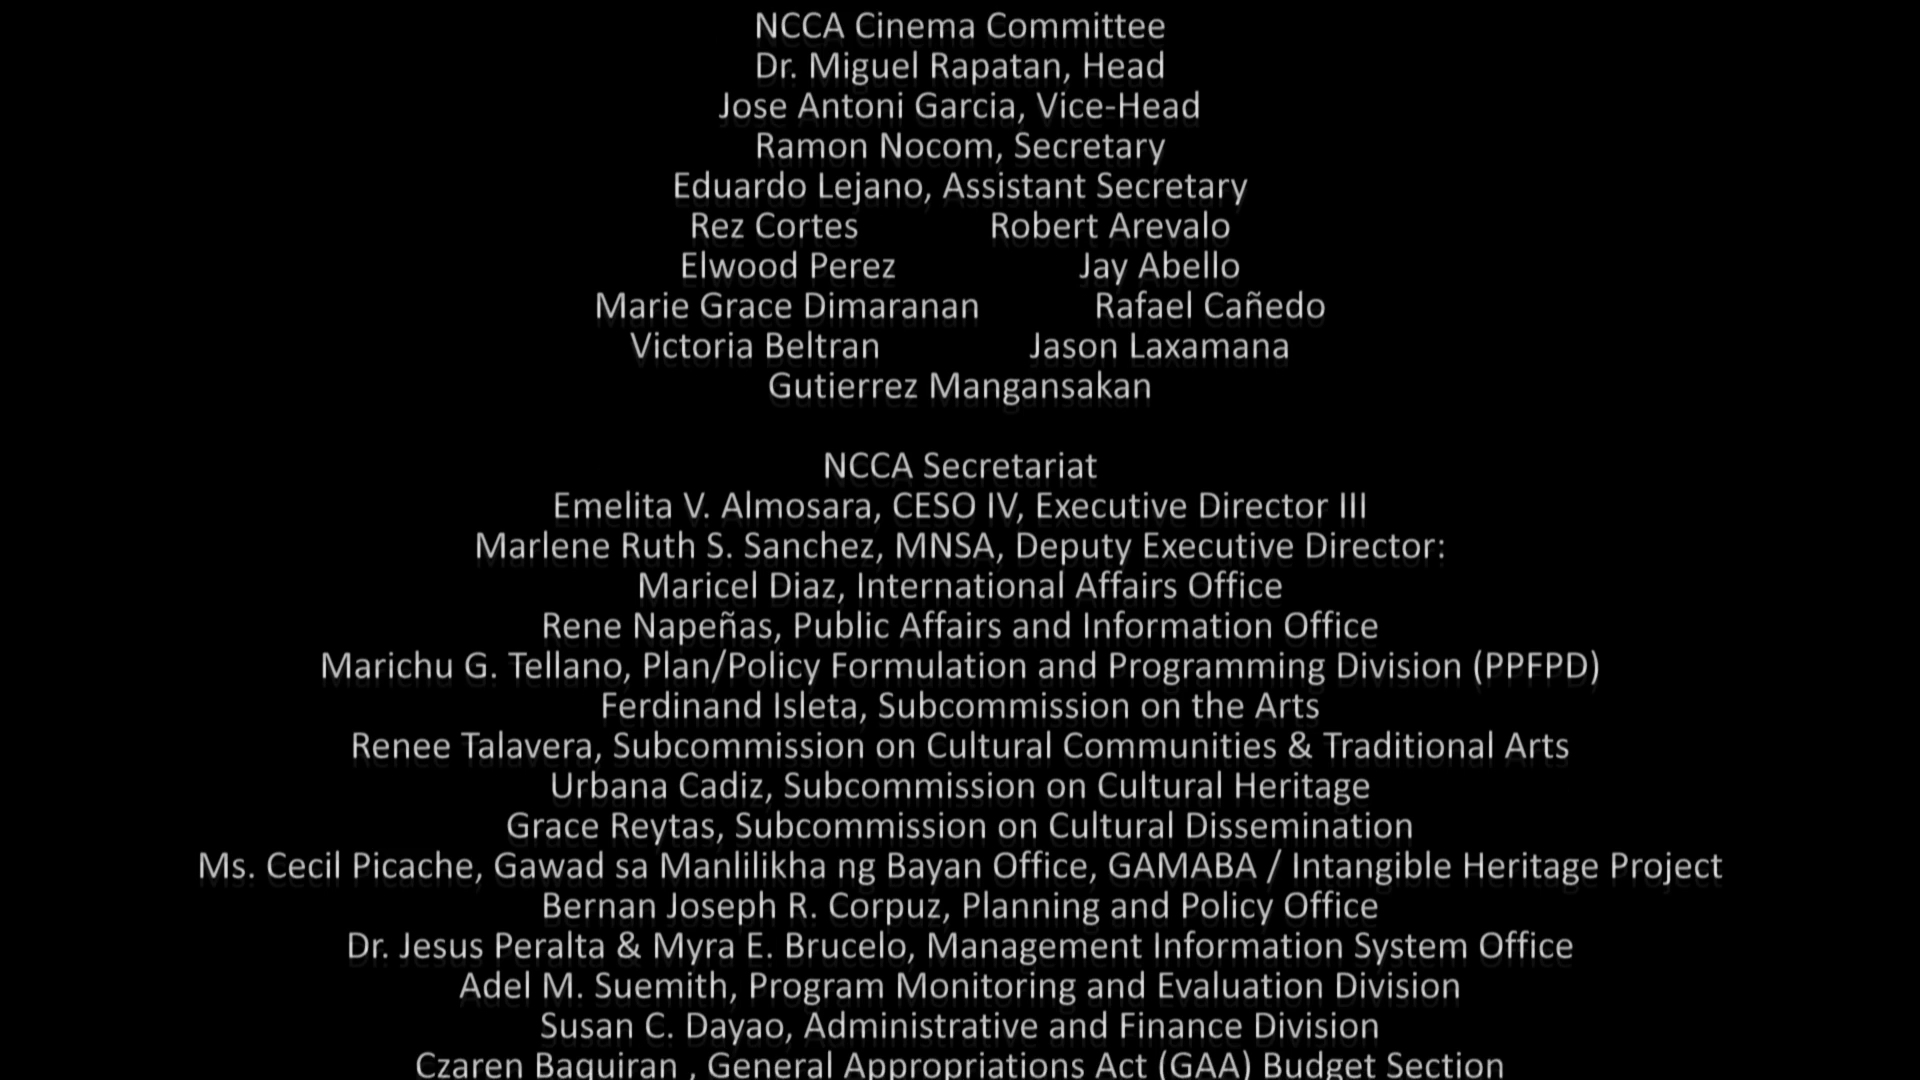 NCCA Cinema Committee
Dr. Miguel Rapatan, Head
Jose Antoni Garcia, Vice-Head
Ramon Nocom, Secretary
Eduardo Lejano, Assistant Secretary
Rez Cortes Robert Arevalo
Elwood Perez Jay Abello
Marie Grace Dimaranan Rafael Cañedo
Victoria Beltran Jason Laxamana
Gutierrez Mangansakan
NCCA Secretariat
Emelita V. Almosara, CESO IV, Executive Director III
Marlene Ruth S. Sanchez, MNSA, Deputy Executive Director:
Maricel Diaz, International Affairs Office
Rene Napeñas, Public Affairs and Information Office
Marichu G. Tellano, Plan/Policy Formulation and Programming Division (PPFPD)
Ferdinand Isleta, Subcommission on the Arts
Renee Talavera, Subcommission on Cultural Communities & Traditional Arts
Urbana Cadiz, Subcommission on Cultural Heritage
Grace Reytas, Subcommission on Cultural Dissemination
Ms. Cecil Picache, Gawad sa Manlilikha ng Bayan Office, GAMABA / Intangible Heritage Project
Bernan Joseph R. Corpuz, Planning and Policy Office
Dr. Jesus Peralta & Myra E. Brucelo, Management Information System Office
Adel M. Suemith, Program Monitoring and Evaluation Division
Susan C. Dayao, Administrative and Finance Division
Czaren Baquiran , General Appropriations Act (GAA) Budget Section